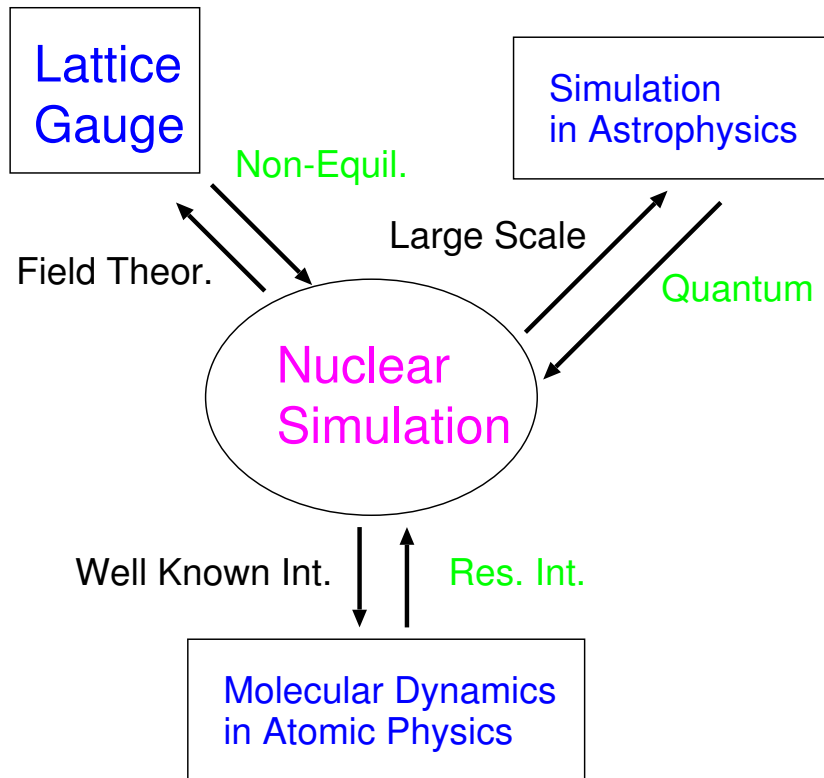 Lattice
Gauge
Simulation
in Astrophysics
Non-Equil.
Large Scale
Field Theor.
Quantum
Nuclear
Simulation
Well Known Int.
Res. Int.
Molecular Dynamics
in Atomic Physics